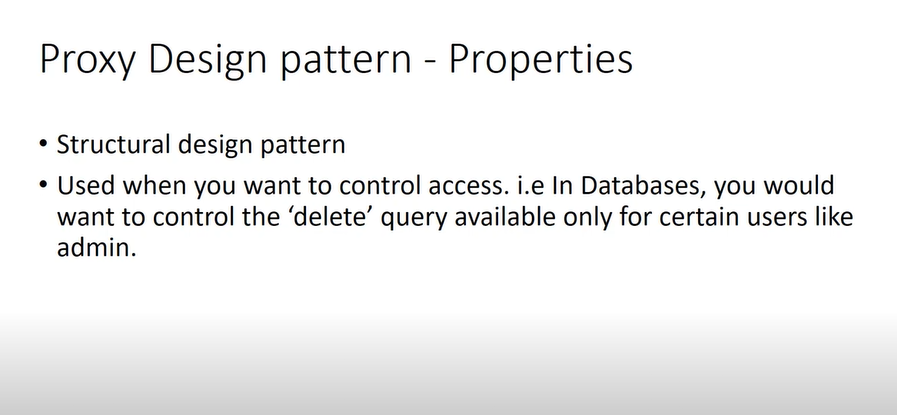 Proxy Design pattern - Properties
• Structural design pattern
• Used when you want to control access. i.e In Databases, you would
want to control the ‘delete’ query available only for certain users like
admin.